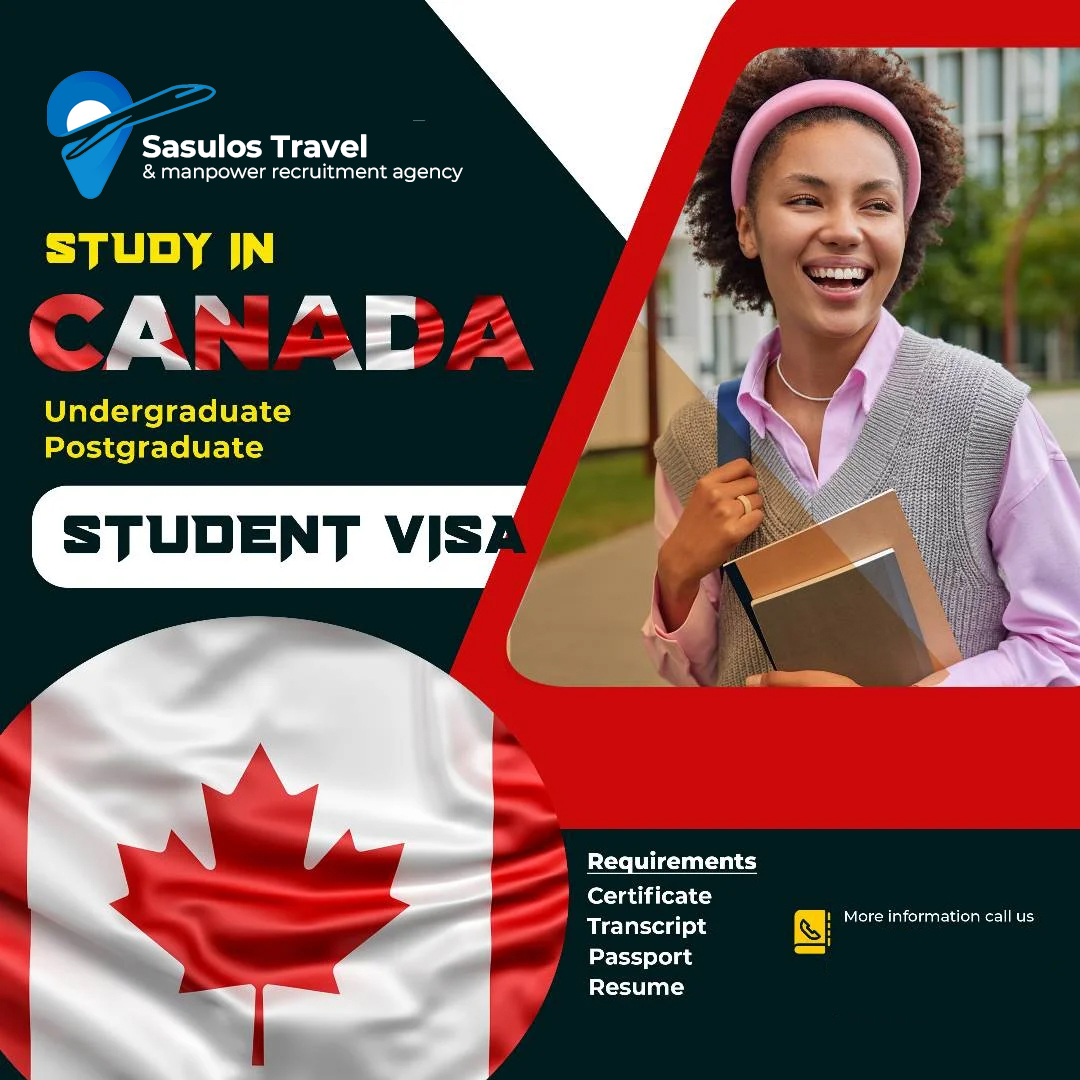 Sasulos Travel
& manpower recruitment agency
STUDY IN
CANADA
Undergraduate
Postgraduate
STUDENT VISA
Requirements
Certificate
Transcript
Passport
Resume
More information call us